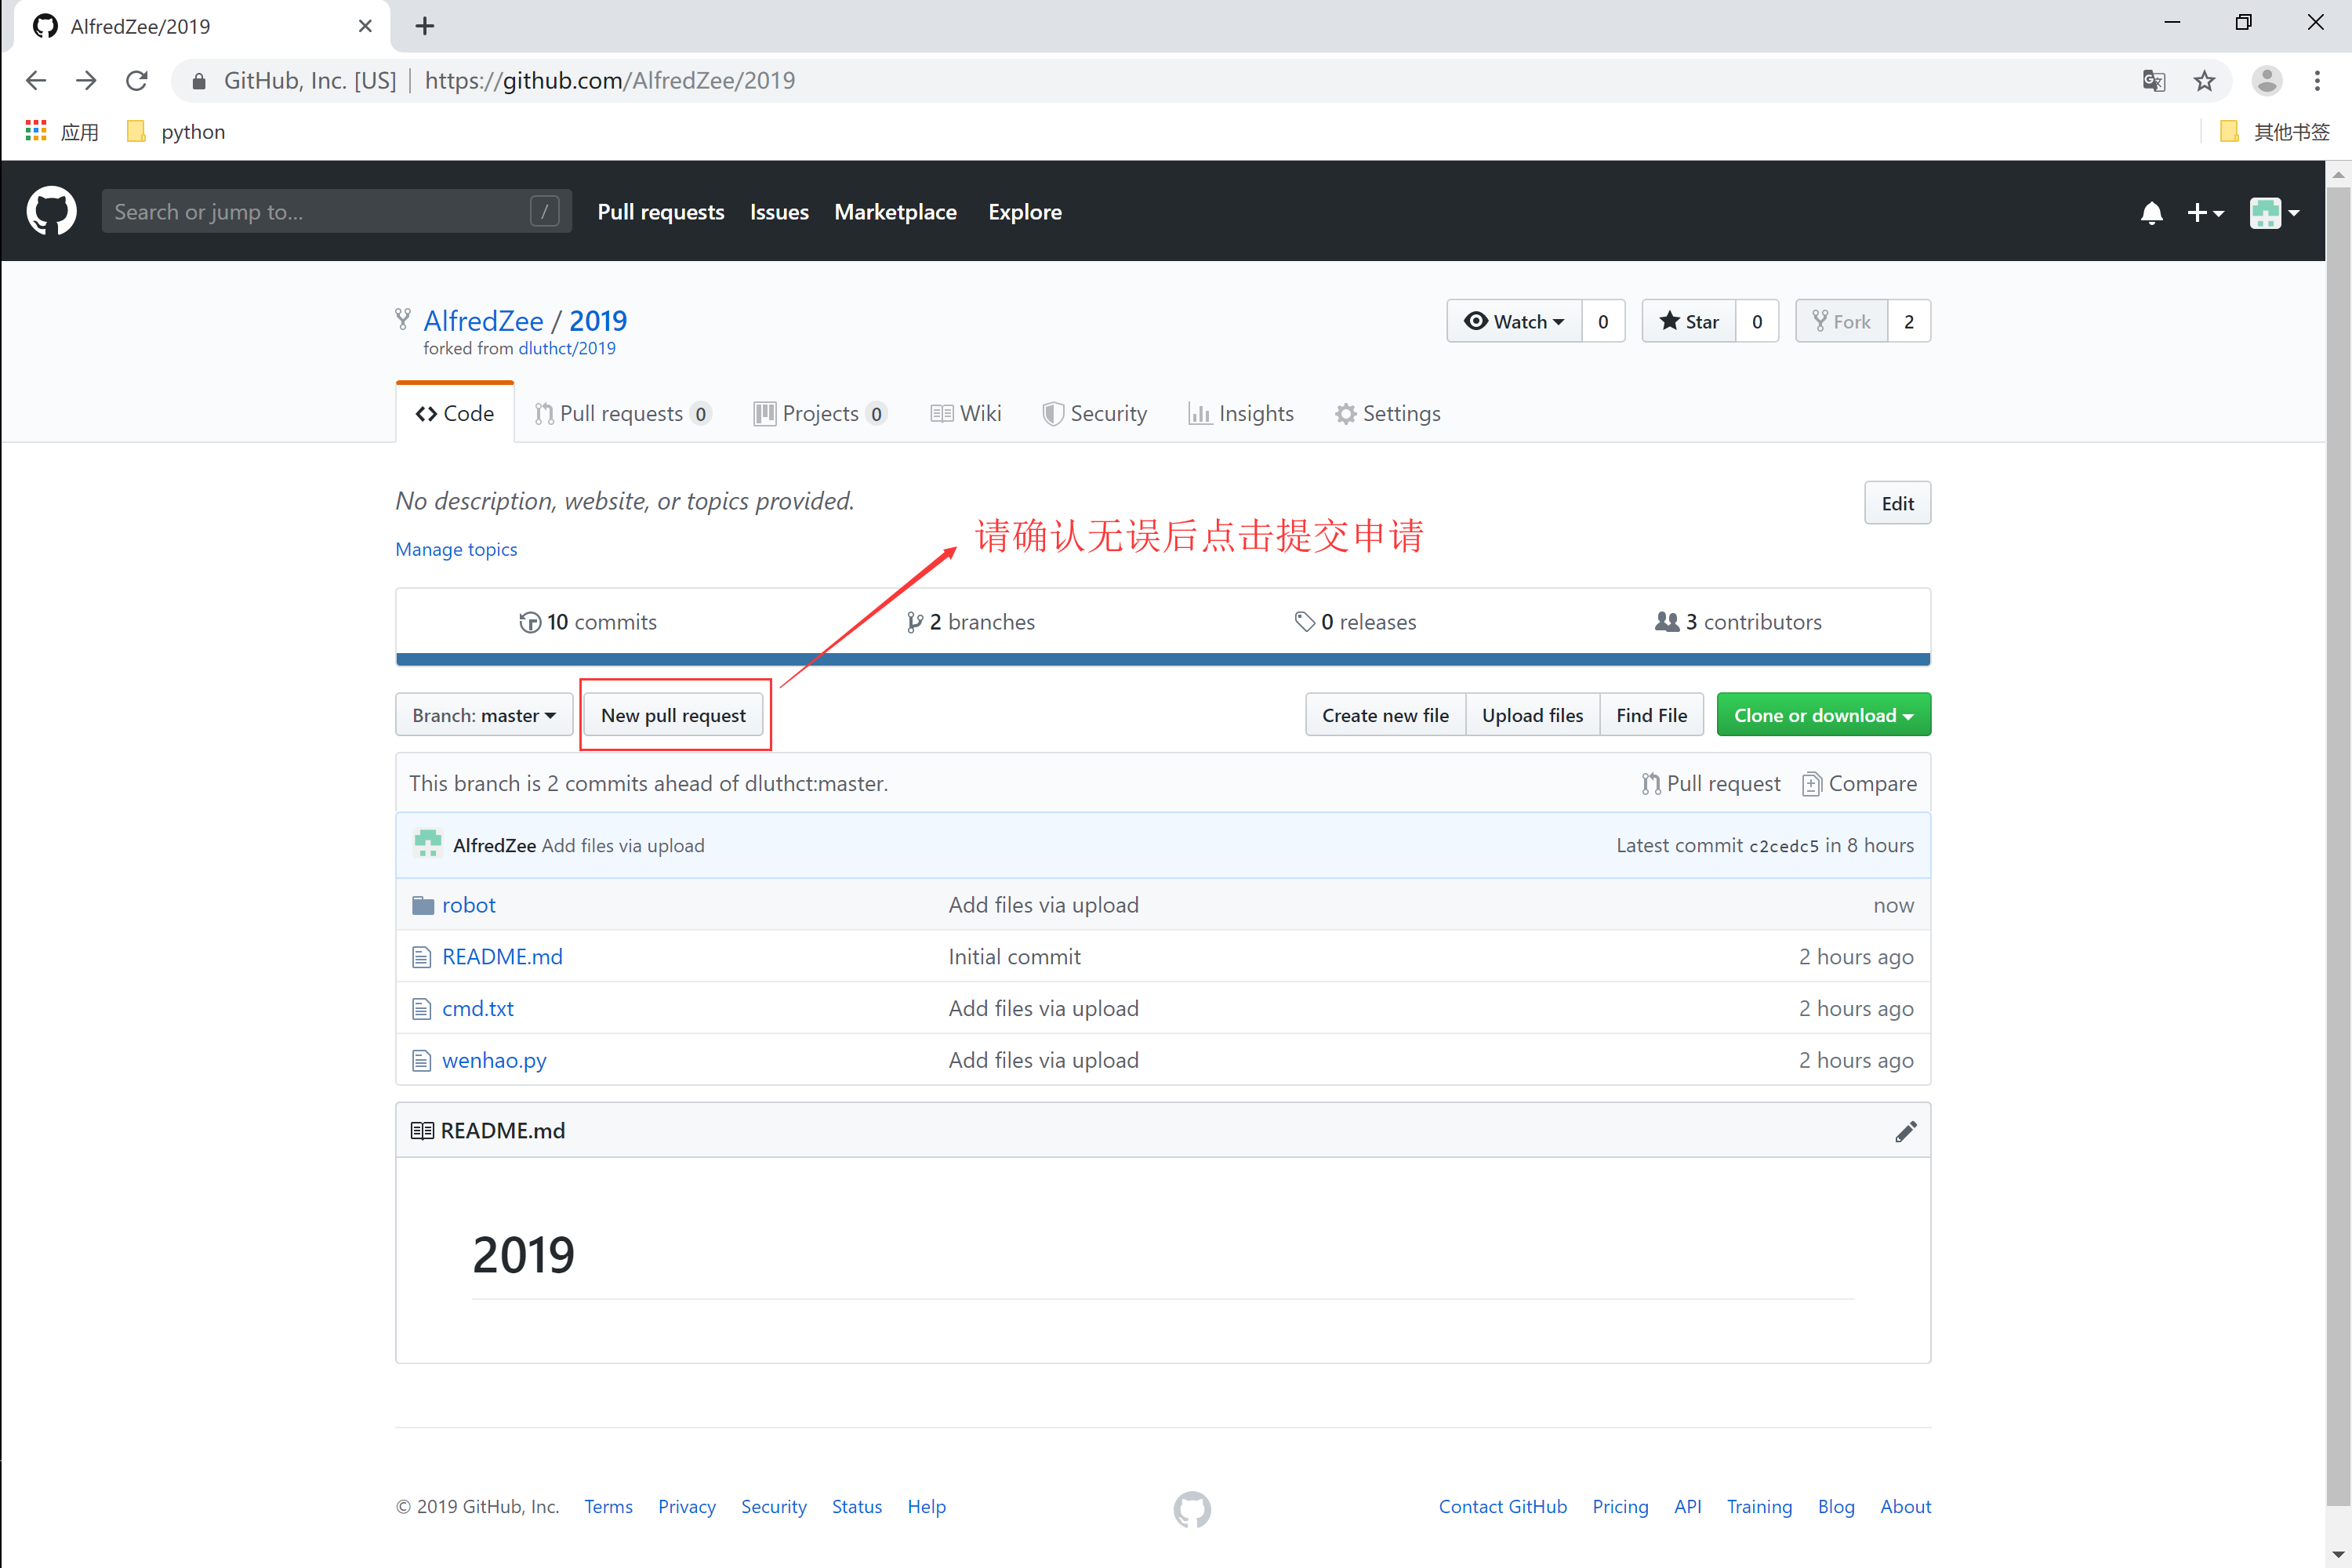 AlfredZee/2019
GitHub, Inc. [US] | https://github.com/AlfredZee/2019
应用 python 其他书签
Search or jump to... / Pull requests Issues Marketplace Explore
AlfredZee / 2019 Watch 0 Star 0 Fork 2
forked from dluthct/2019
Code Pull requests 0 Projects 0 Wiki Security Insights Settings
No description, website, or topics provided. Edit
请确认无误后点击提交申请
Manage topics
10 commits 2 branches 0 releases 3 contributors
Branch: master New pull request Create new file Upload files Find File Clone or download
This branch is 2 commits ahead of dluthct:master. Pull request Compare
AlfredZee Add files via upload Latest commit c2cedc5 in 8 hours
robot Add files via upload now
README.md Initial commit 2 hours ago
cmd.txt Add files via upload 2 hours ago
wenhao.py Add files via upload 2 hours ago
README.md
2019
© 2019 GitHub, Inc. Terms Privacy Security Status Help Contact GitHub Pricing API Training Blog About